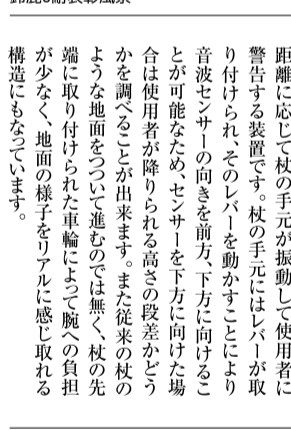 距離に応じて杖の手元が振動して使用者に
警告する装置です。杖の手元にはレバーが取
り付けられ、そのレバーを動かすことにより
音波センサーの向きを前方、下方に向けるこ
とが可能なため、センサーを下方に向けた場
合は使用者が降りられる高さの段差かどう
かを調べることが出来ます。また従来の杖の
ような地面をつついて進むのでは無く、杖の先
端に取り付けられた車輪によって腕への負担
が少なく、地面の様子をリアルに感じ取れる
構造にもなっています。